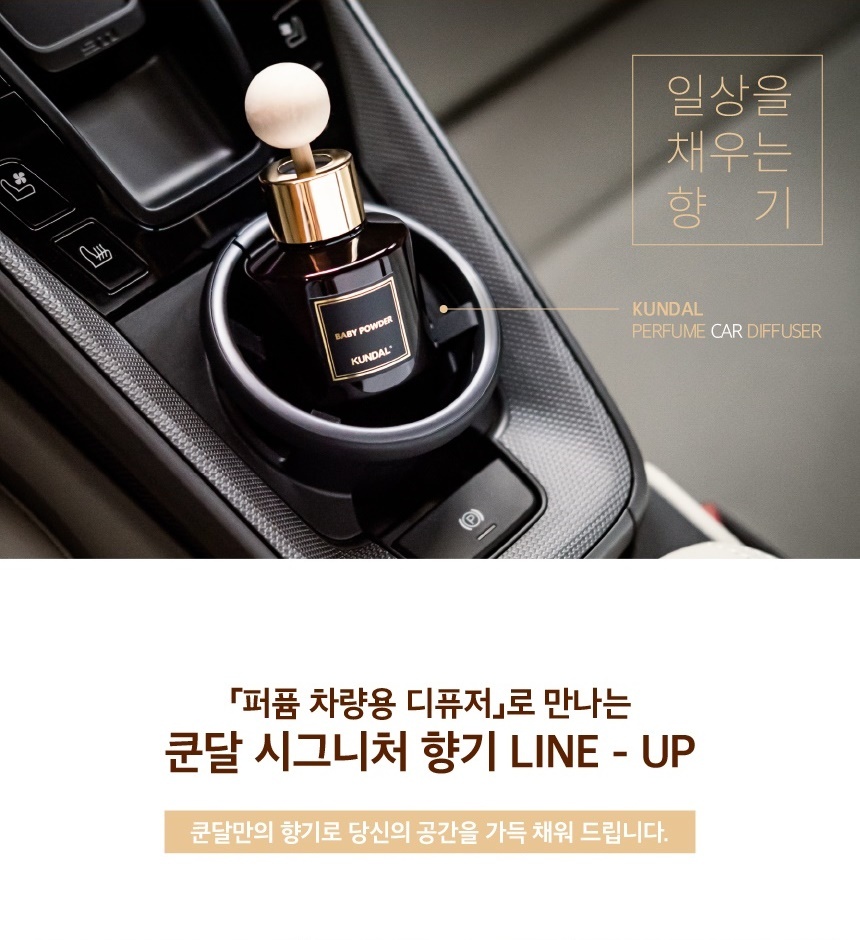 일상을
채우는
향 기
KUNDAL
PERFUME CAR DIFFUSER
BABY POWDER
KUNDAL
「퍼퓸 차량용 디퓨저」로 만나는
쿤달 시그니처 향기 LINE - UP
쿤달만의 향기로 당신의 공간을 가득 채워 드립니다.